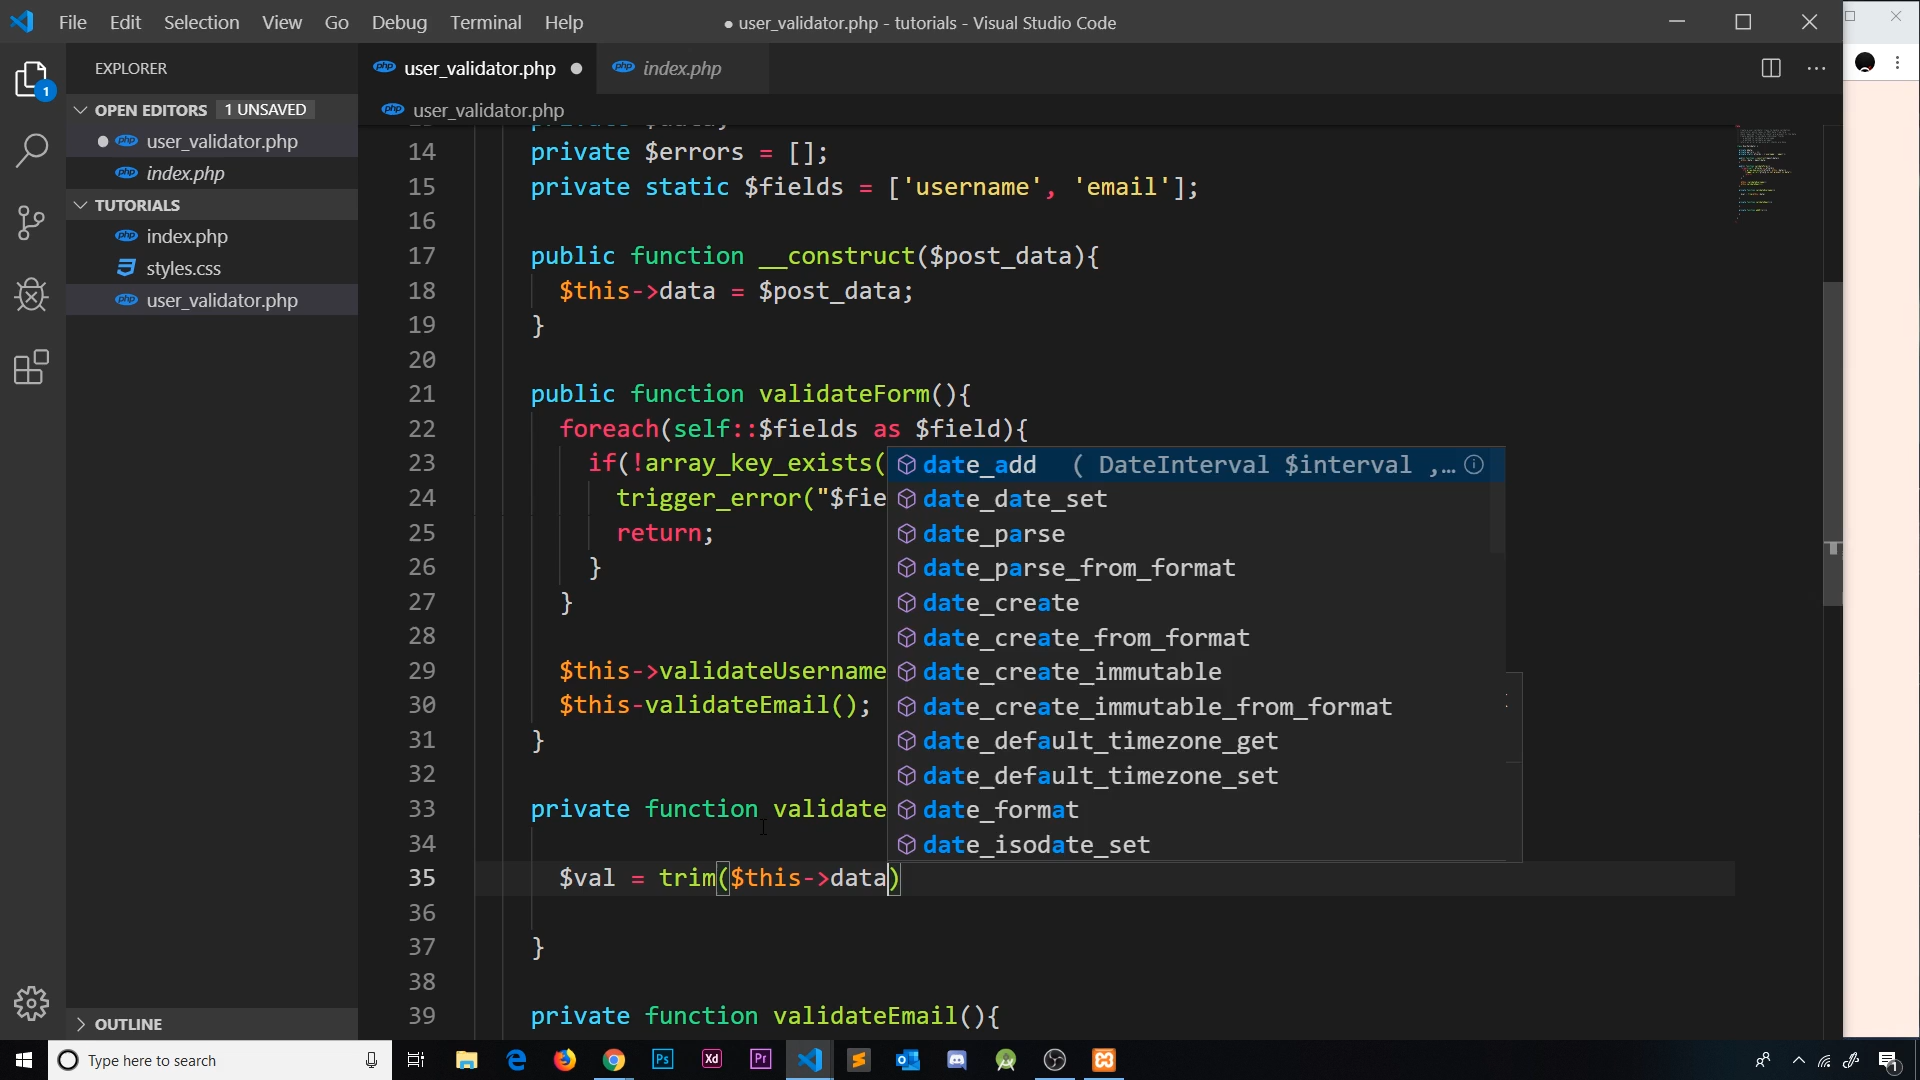 File Edit Selection View Go Debug Terminal Help
● user_validator.php - tutorials - Visual Studio Code
EXPLORER
1
OPEN EDITORS 1 UNSAVED
user_validator.php
index.php
TUTORIALS
index.php
styles.css
user_validator.php
OUTLINE
user_validator.php
index.php
user_validator.php
14 private $errors = [];
15 private static $fields = ['username', 'email'];
16
17 public function __construct($post_data){
18 $this->data = $post_data;
19 }
20
21 public function validateForm(){
22 foreach(self::$fields as $field){
23 if(!array_key_exists(
24 trigger_error("$fie
25 return;
26 }
27 }
28
29 $this->validateUsername
30 $this-validateEmail();
31 }
32
33 private function validate
34
35 $val = trim($this->data)
36
37 }
38
39 private function validateEmail(){
date_add ( DateInterval $interval ,…
date_date_set
date_parse
date_parse_from_format
date_create
date_create_from_format
date_create_immutable
date_create_immutable_from_format
date_default_timezone_get
date_default_timezone_set
date_format
date_isodate_set
Type here to search
Ps
Xd
Pr
1